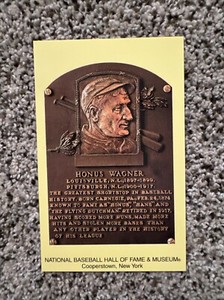 HONUS WAGNER
LOUISVILLE, N.L. 1897-1899.
PITTSBURGH, N.L. 1900-1917.
THE GREATEST SHORTSTOP IN BASEBALL
HISTORY. BORN CARNEGIE, PA. FEB. 24, 1874
KNOWN TO FAME AS "HONUS," "HANS" AND
"THE FLYING DUTCHMAN." RETIRED IN 1917,
HAVING SCORED MORE RUNS, MADE MORE
HITS AND STOLEN MORE BASES THAN
ANY OTHER PLAYER IN THE HISTORY
OF HIS LEAGUE
NATIONAL BASEBALL HALL OF FAME & MUSEUM®
Cooperstown, New York